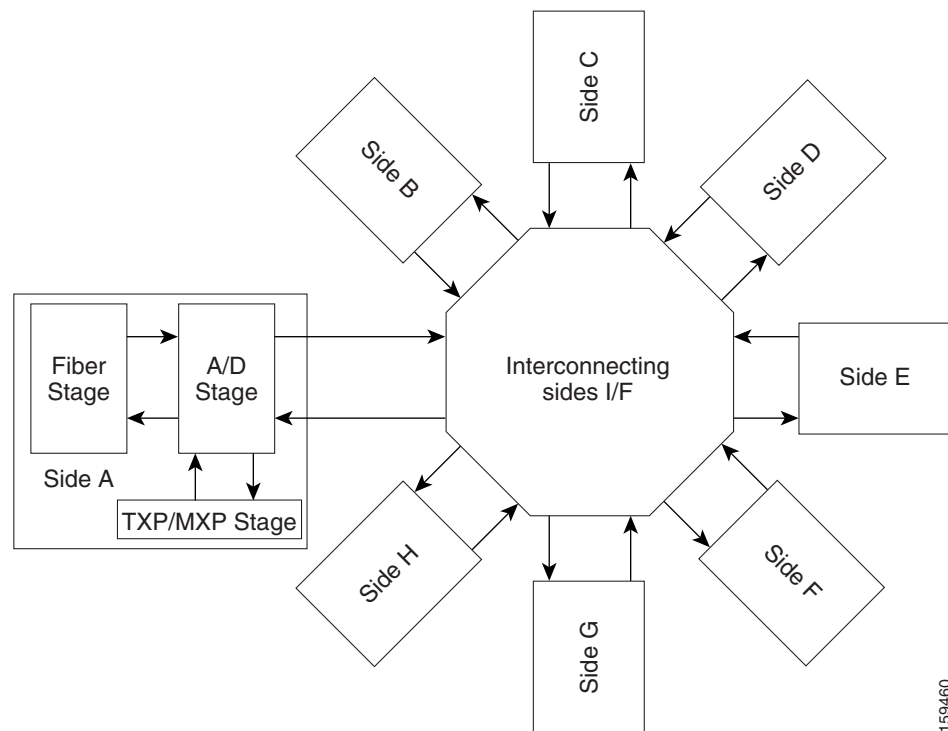 Side C
Side B
Side D
Fiber
Stage
A/D
Stage
Interconnecting
sides I/F
Side E
Side A
TXP/MXP Stage
Side H
Side F
Side G
159460